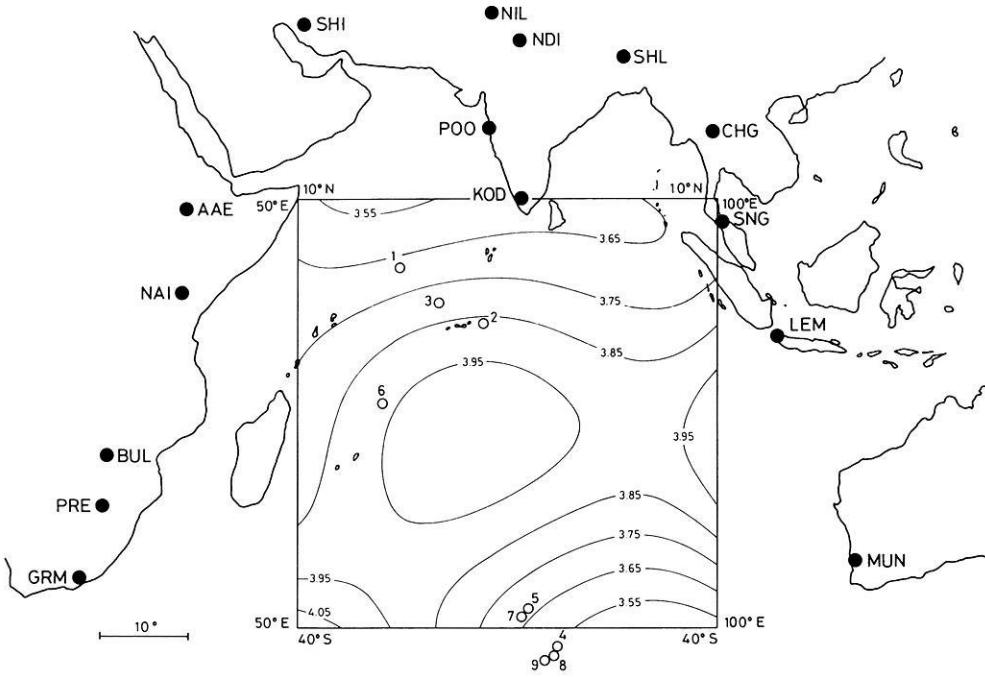 SHI
NIL
NDI
SHL
POO
CHG
KOD
10° N
10° N
50° E
100° E
3.55
SNG
AAE
3.65
1
NAI
3.75
3
2
LEM
3.85
3.95
6
3.95
BUL
3.85
PRE
3.75
MUN
GRM
3.95
3.65
5
3.55
4.05
7
10°
50° E
100° E
40° S
40° S
4
9
8